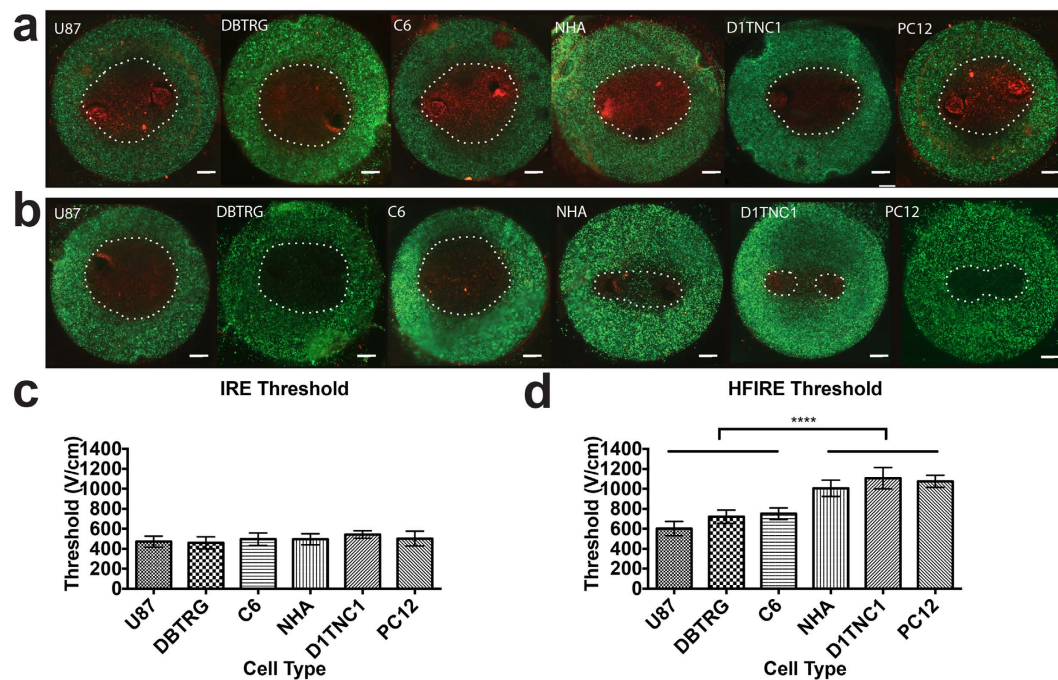 a
U87
DBTRG
C6
NHA
D1TNC1
PC12
b
U87
DBTRG
C6
NHA
D1TNC1
PC12
c
IRE Threshold
Threshold (V/cm)
1400
1200
1000
800
600
400
200
0
U87
DBTRG
C6
NHA
D1TNC1
PC12
Cell Type
d
HFIRE Threshold
****
Threshold (V/cm)
1400
1200
1000
800
600
400
200
0
U87
DBTRG
C6
NHA
D1TNC1
PC12
Cell Type